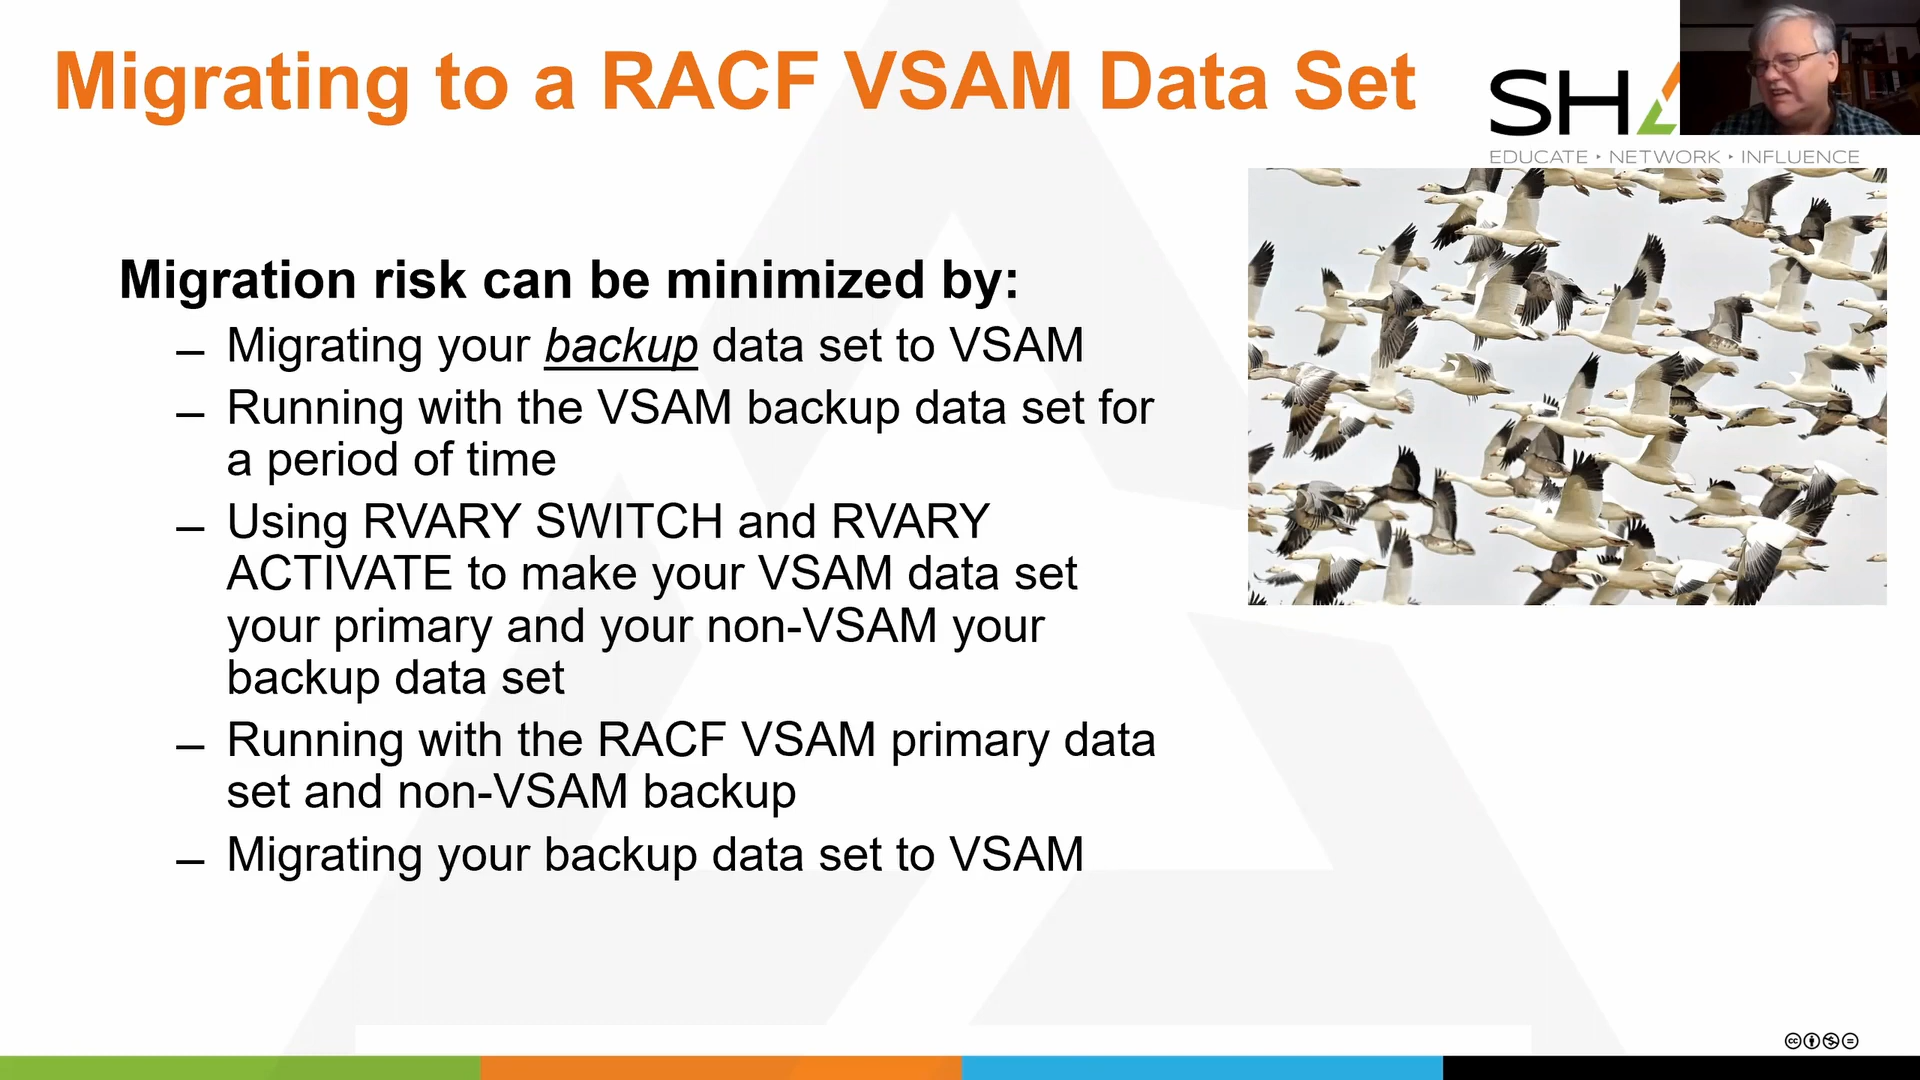 Migrating to a RACF VSAM Data Set
SHA
EDUCATE • NETWORK • INFLUENCE
Migration risk can be minimized by:
– Migrating your backup data set to VSAM
– Running with the VSAM backup data set for
a period of time
– Using RVARY SWITCH and RVARY
ACTIVATE to make your VSAM data set
your primary and your non-VSAM your
backup data set
– Running with the RACF VSAM primary data
set and non-VSAM backup
– Migrating your backup data set to VSAM